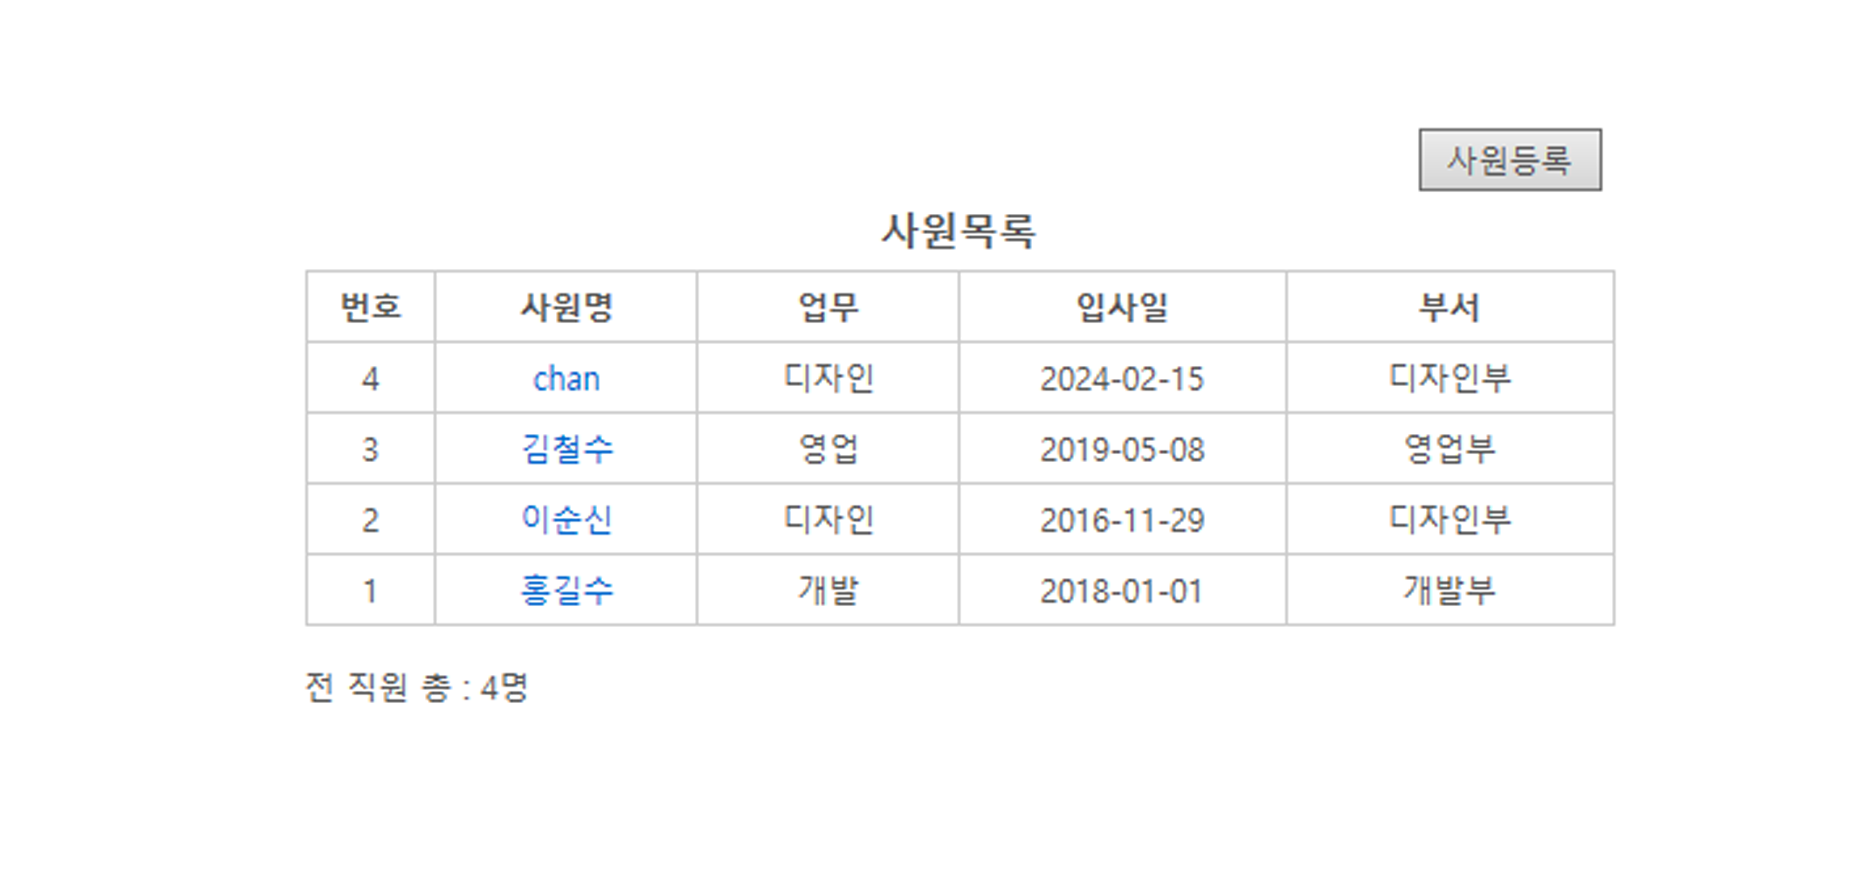 사원등록
사원목록
번호 사원명 업무 입사일 부서
4 chan 디자인 2024-02-15 디자인부
3 김철수 영업 2019-05-08 영업부
2 이순신 디자인 2016-11-29 디자인부
1 홍길수 개발 2018-01-01 개발부
전 직원 총 : 4명